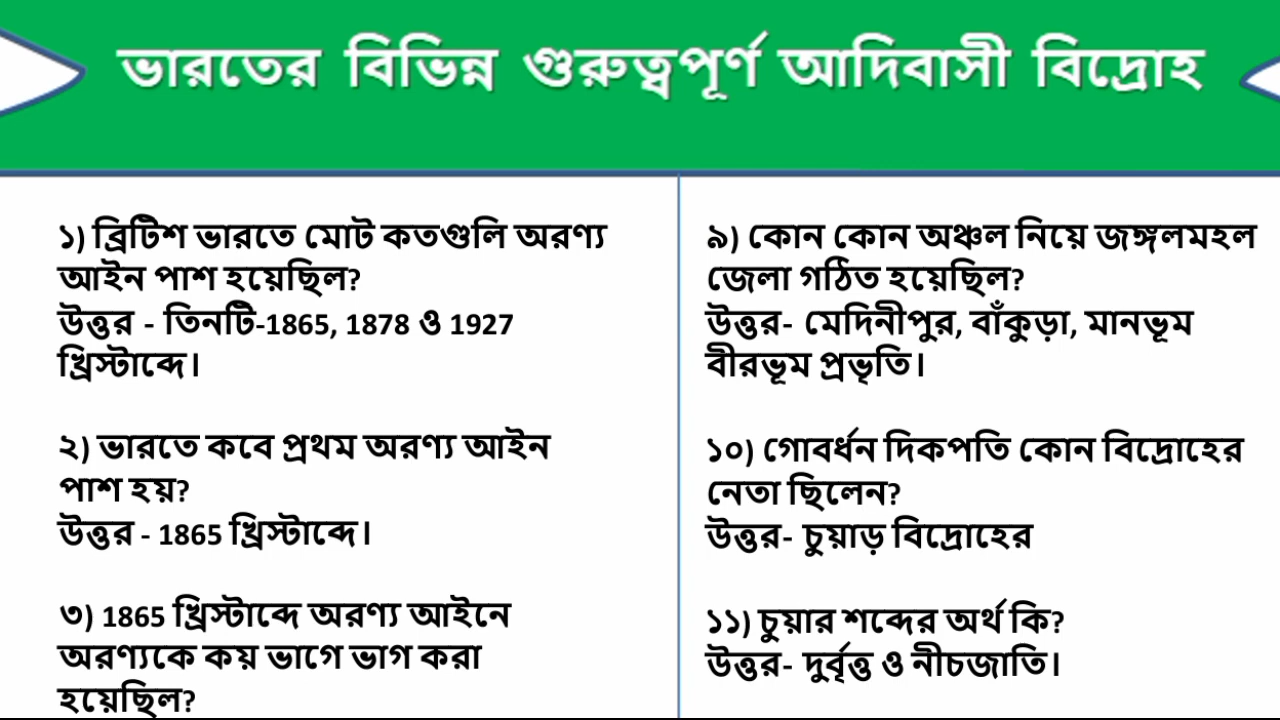 ভারতের বিভিন্ন গুরুত্বপূর্ণ আদিবাসী বিদ্রোহ
১) ব্রিটিশ ভারতে মোট কতগুলি অরণ্য
আইন পাশ হয়েছিল?
উত্তর - তিনটি-1865, 1878 ও 1927
খ্রিস্টাব্দে।
২) ভারতে কবে প্রথম অরণ্য আইন
পাশ হয়?
উত্তর - 1865 খ্রিস্টাব্দে।
৩) 1865 খ্রিস্টাব্দে অরণ্য আইনে
অরণ্যকে কয় ভাগে ভাগ করা
হয়েছিল?
৯) কোন কোন অঞ্চল নিয়ে জঙ্গলমহল
জেলা গঠিত হয়েছিল?
উত্তর- মেদিনীপুর, বাঁকুড়া, মানভূম
বীরভূম প্রভৃতি।
১০) গোবর্ধন দিকপতি কোন বিদ্রোহের
নেতা ছিলেন?
উত্তর- চুয়াড় বিদ্রোহের
১১) চুয়ার শব্দের অর্থ কি?
উত্তর- দুর্বৃত্ত ও নীচজাতি।